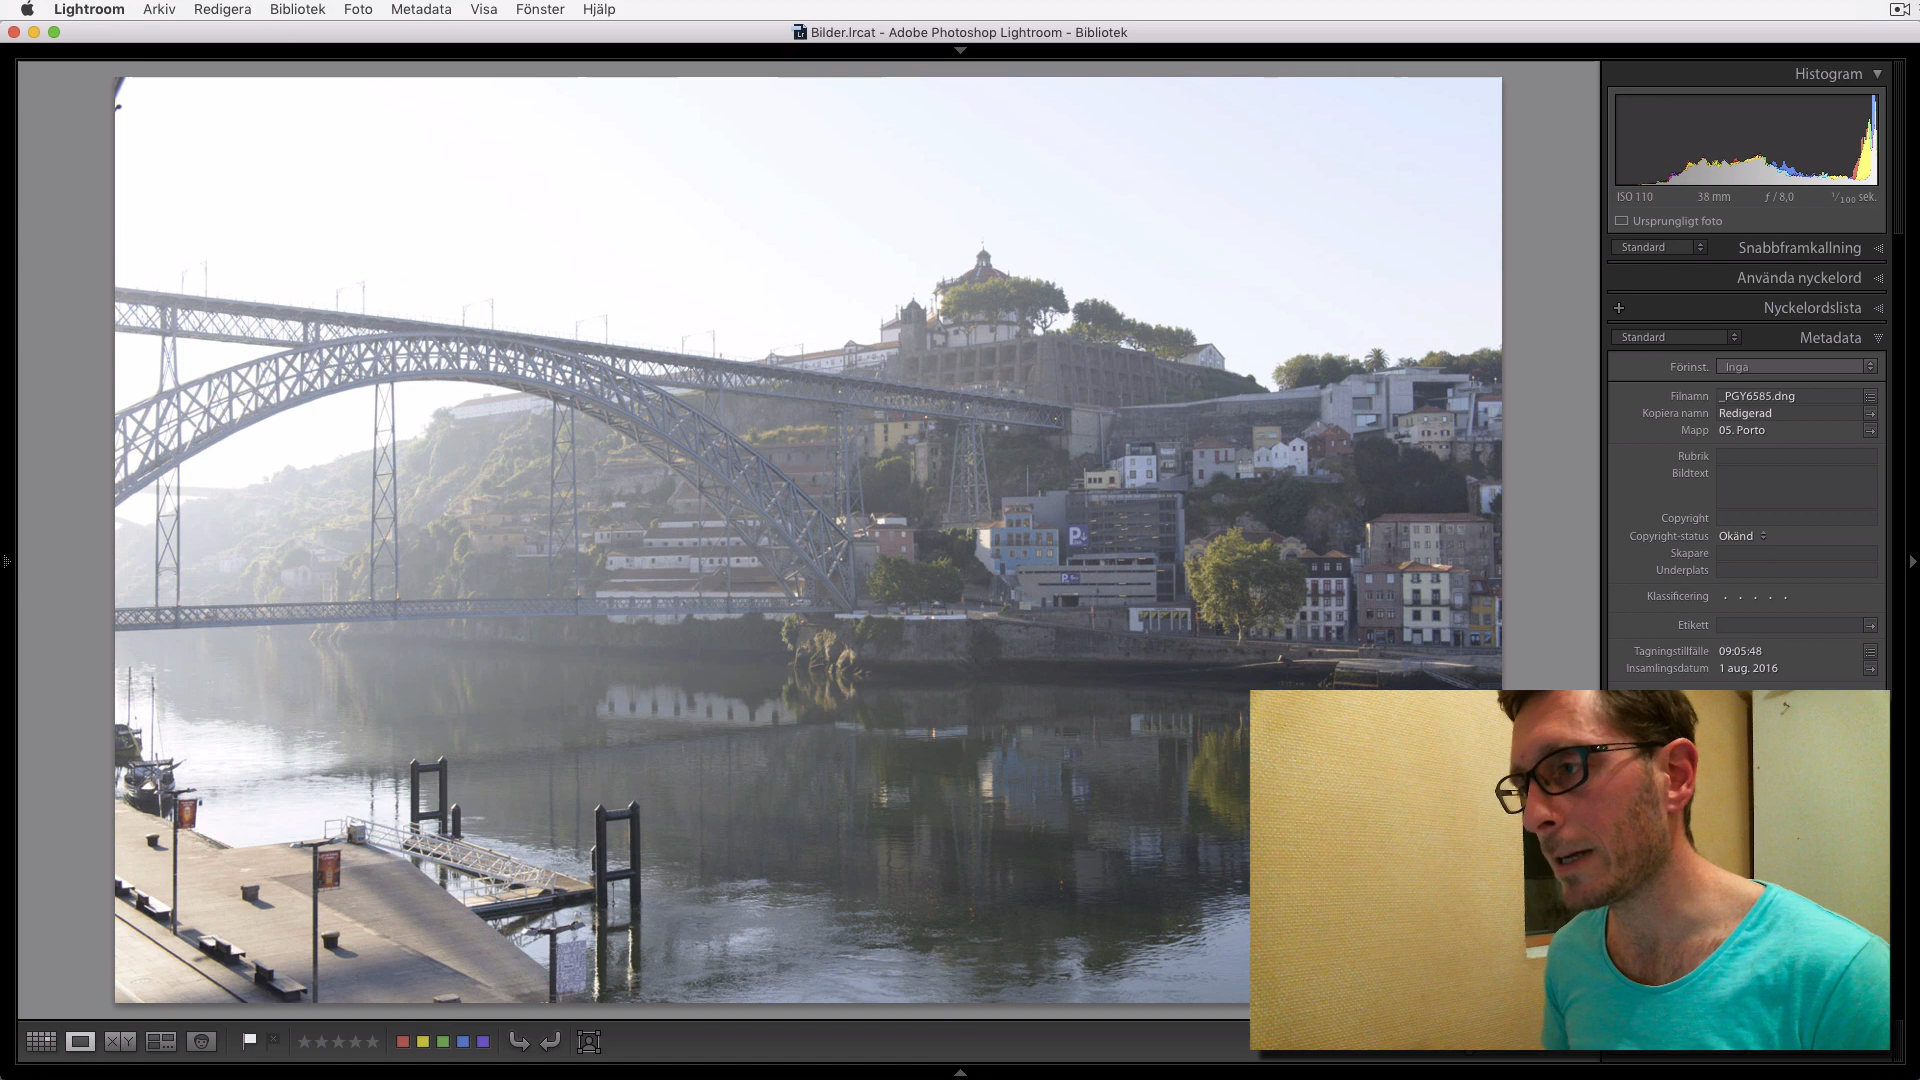 Lightroom Arkiv Redigera Bibliotek Foto Metadata Visa Fönster Hjälp
Bilder.lrcat - Adobe Photoshop Lightroom - Bibliotek
Histogram
ISO 110 38 mm ƒ / 8,0 1/100 sek.
Ursprungligt foto
Standard Snabbframkallning
Använda nyckelord
Nyckelordslista
Standard Metadata
Förinst. Inga
Filnamn _PGY6585.dng
Kopiera namn Redigerad
Mapp 05. Porto
Rubrik
Bildtext
Copyright
Copyright-status Okänd
Skapare
Underplats
Klassificering
Etikett
Tagningstillfälle 09:05:48
Insamlingsdatum 1 aug. 2016
P
P
X Y